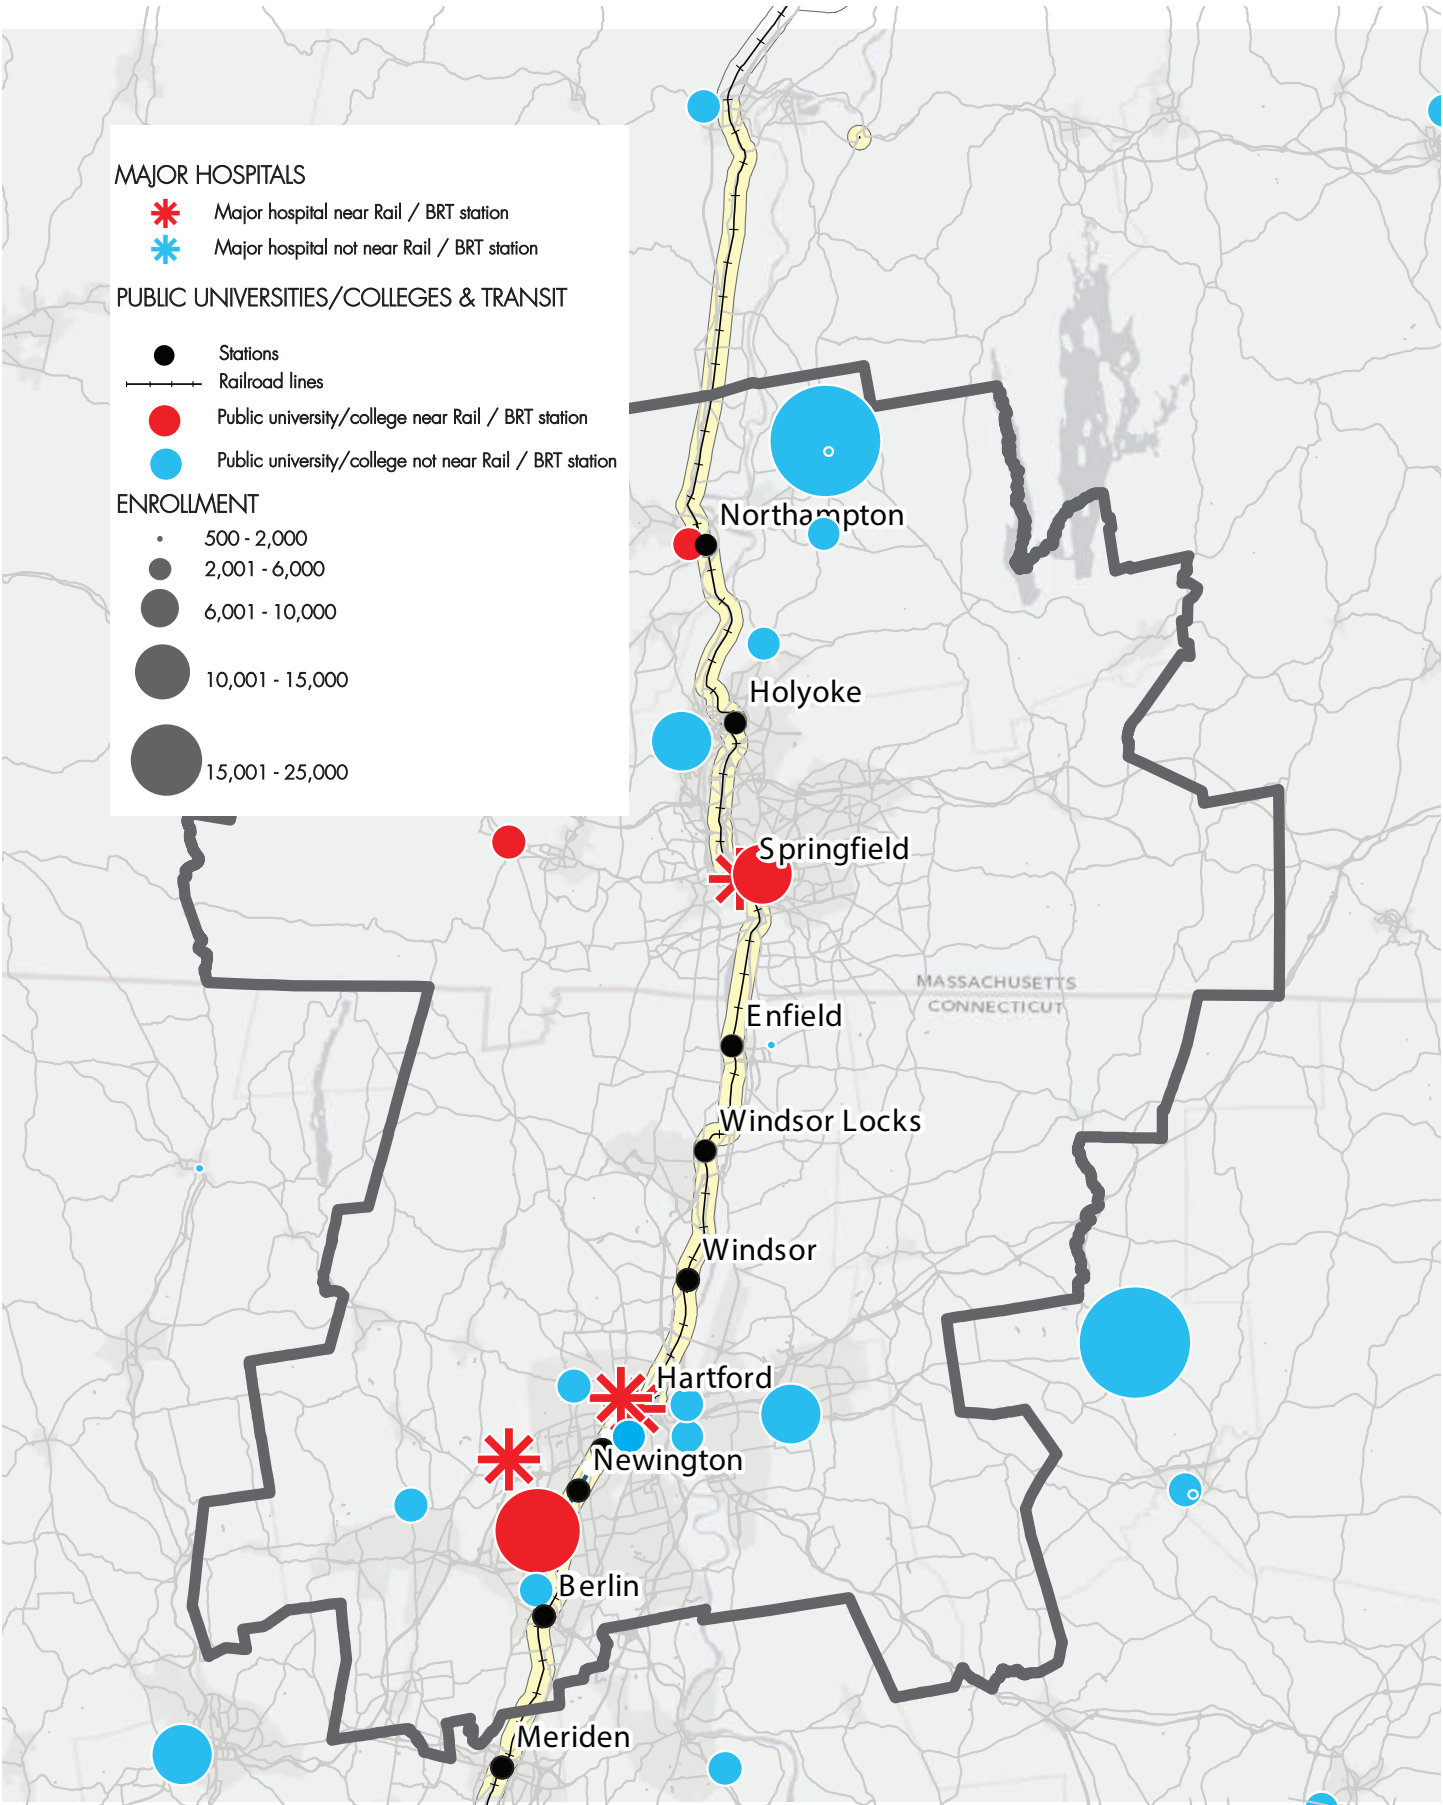 MAJOR HOSPITALS
Major hospital near Rail / BRT station
Major hospital not near Rail / BRT station
PUBLIC UNIVERSITIES/COLLEGES & TRANSIT
Stations
Railroad lines
Public university/college near Rail / BRT station
Public university/college not near Rail / BRT station
ENROLLMENT
500 - 2,000
2,001 - 6,000
6,001 - 10,000
10,001 - 15,000
15,001 - 25,000
Northampton
Holyoke
Springfield
MASSACHUSETTS
CONNECTICUT
Enfield
Windsor Locks
Windsor
Hartford
Newington
Berlin
Meriden